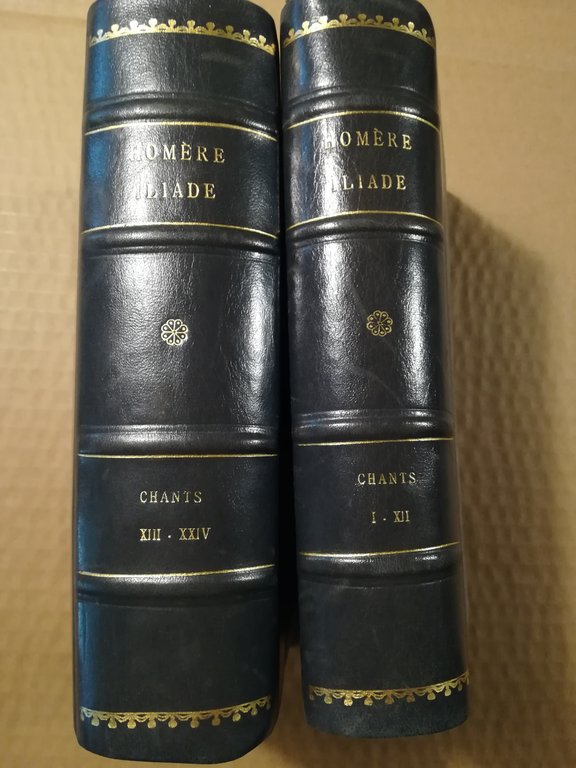 HOMÈRE
ILIADE
CHANTS
XIII · XXIV
HOMÈRE
ILIADE
CHANTS
I · XII